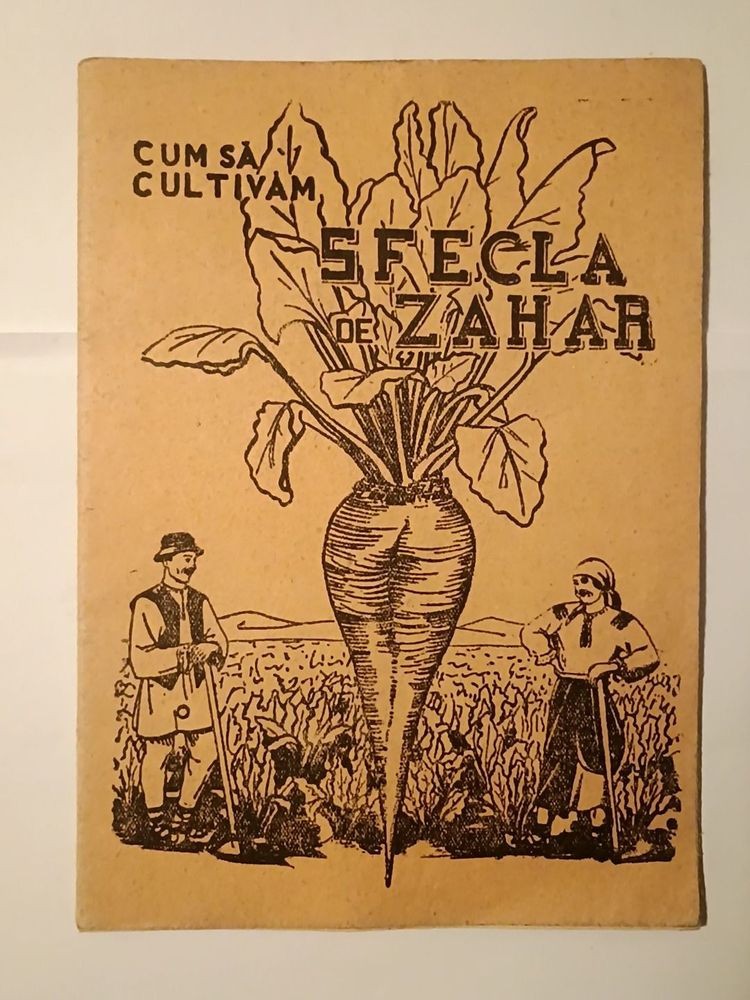 CUM SĂ
CULTIVĂM
SFECLA
DE ZAHAR